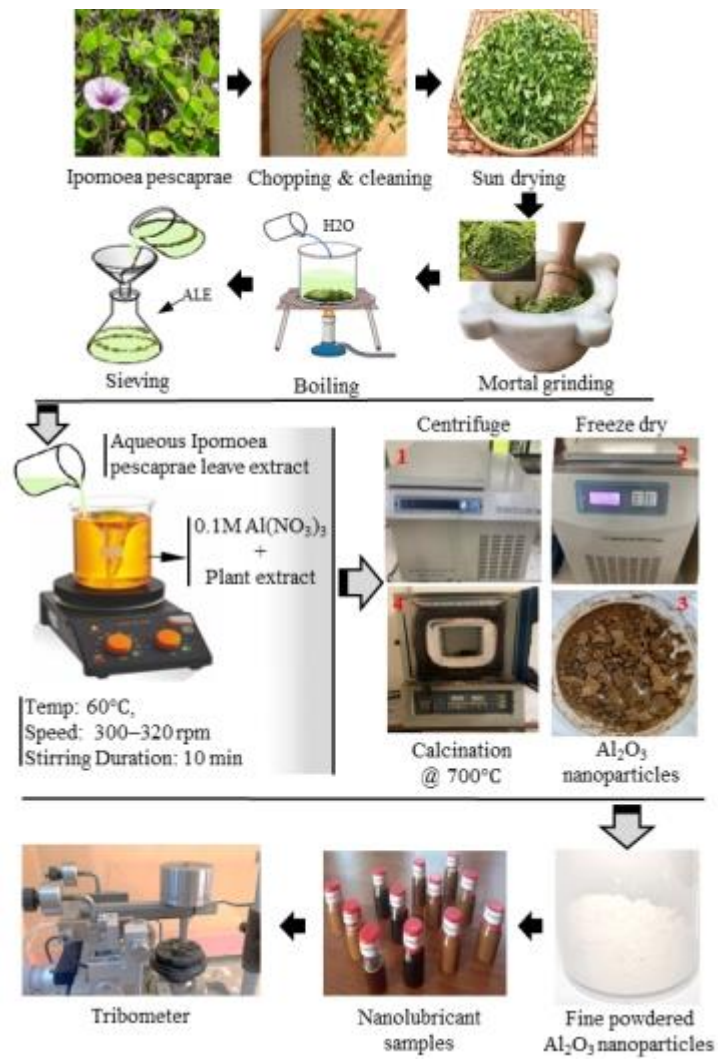 Ipomoea pescaprae
Chopping & cleaning
Sun drying
H2O
ALE
Sieving
Boiling
Mortal grinding
Aqueous Ipomoea
pescaprae leave extract
0.1M Al(NO₃)₃
+
Plant extract
Temp: 60°C,
Speed: 300–320 rpm
Stirring Duration: 10 min
Centrifuge
Freeze dry
1
2
4
3
Calcination
@ 700°C
Al₂O₃
nanoparticles
Tribometer
Nanolubricant
samples
Fine powdered
Al₂O₃ nanoparticles